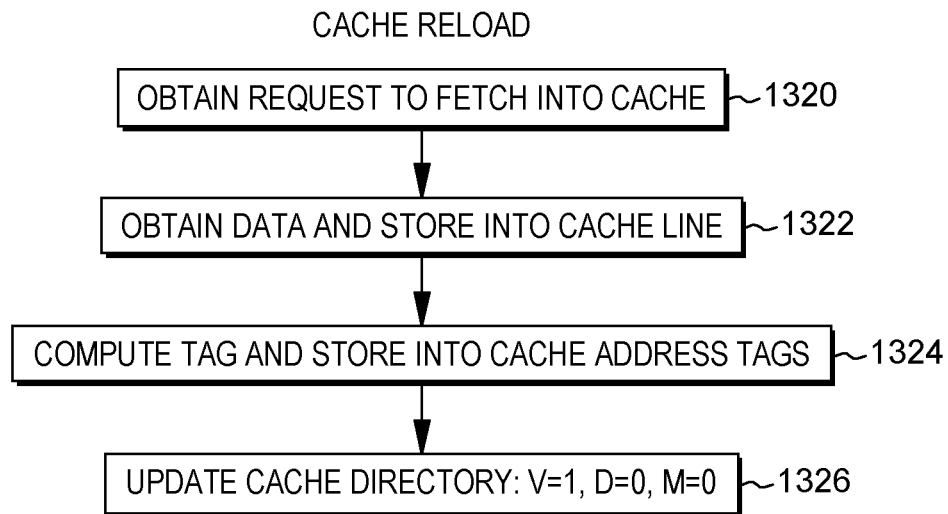 CACHE RELOAD
OBTAIN REQUEST TO FETCH INTO CACHE 1320
OBTAIN DATA AND STORE INTO CACHE LINE 1322
COMPUTE TAG AND STORE INTO CACHE ADDRESS TAGS 1324
UPDATE CACHE DIRECTORY: V=1, D=0, M=0 1326